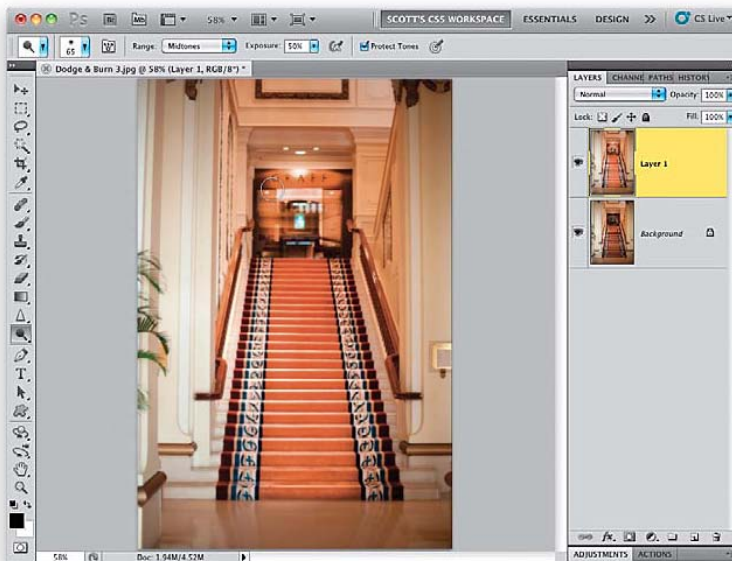 Ps Br Mb 58% SCOTT'S CS5 WORKSPACE ESSENTIALS DESIGN CS Live
65 Range: Midtones Exposure: 50% Protect Tones
Dodge & Burn 3.jpg @ 58% (Layer 1, RGB/8*) *
LAYERS CHANNE PATHS HISTORY
Normal Opacity: 100%
Lock: Fill: 100%
Layer 1
Background
fx.
58% Doc: 1.94M/4.52M
ADJUSTMENTS ACTIONS